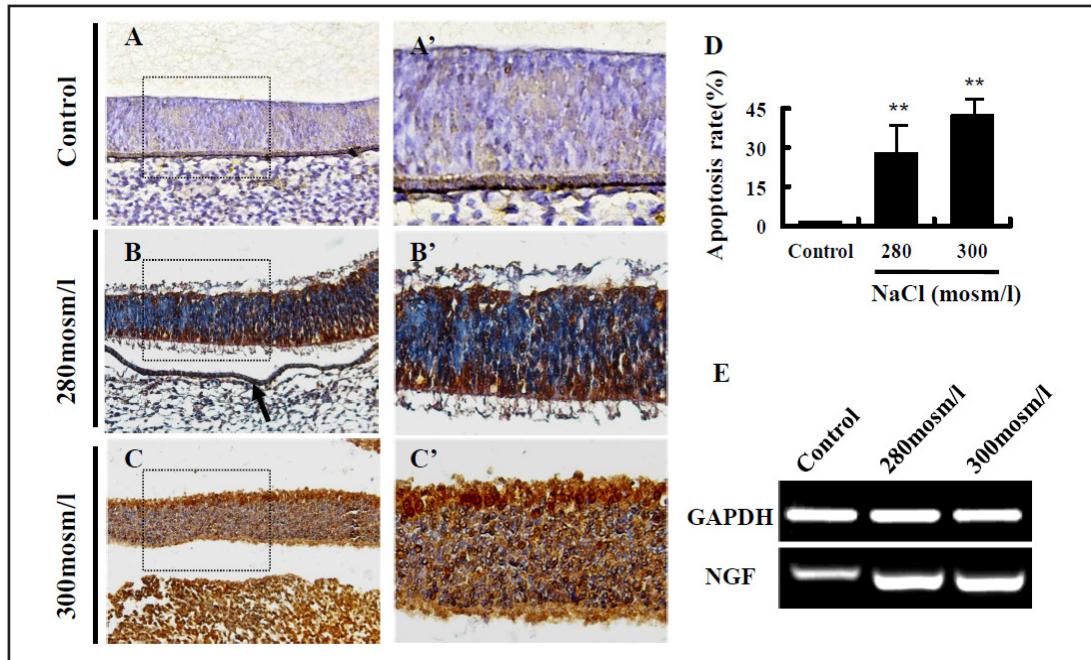 Control
A
A’
280mosm/l
B
B’
300mosm/l
C
C’
D
Apoptosis rate(%)
45
30
15
0
**
**
Control
280
300
NaCl (mosm/l)
E
Control
280mosm/l
300mosm/l
GAPDH
NGF